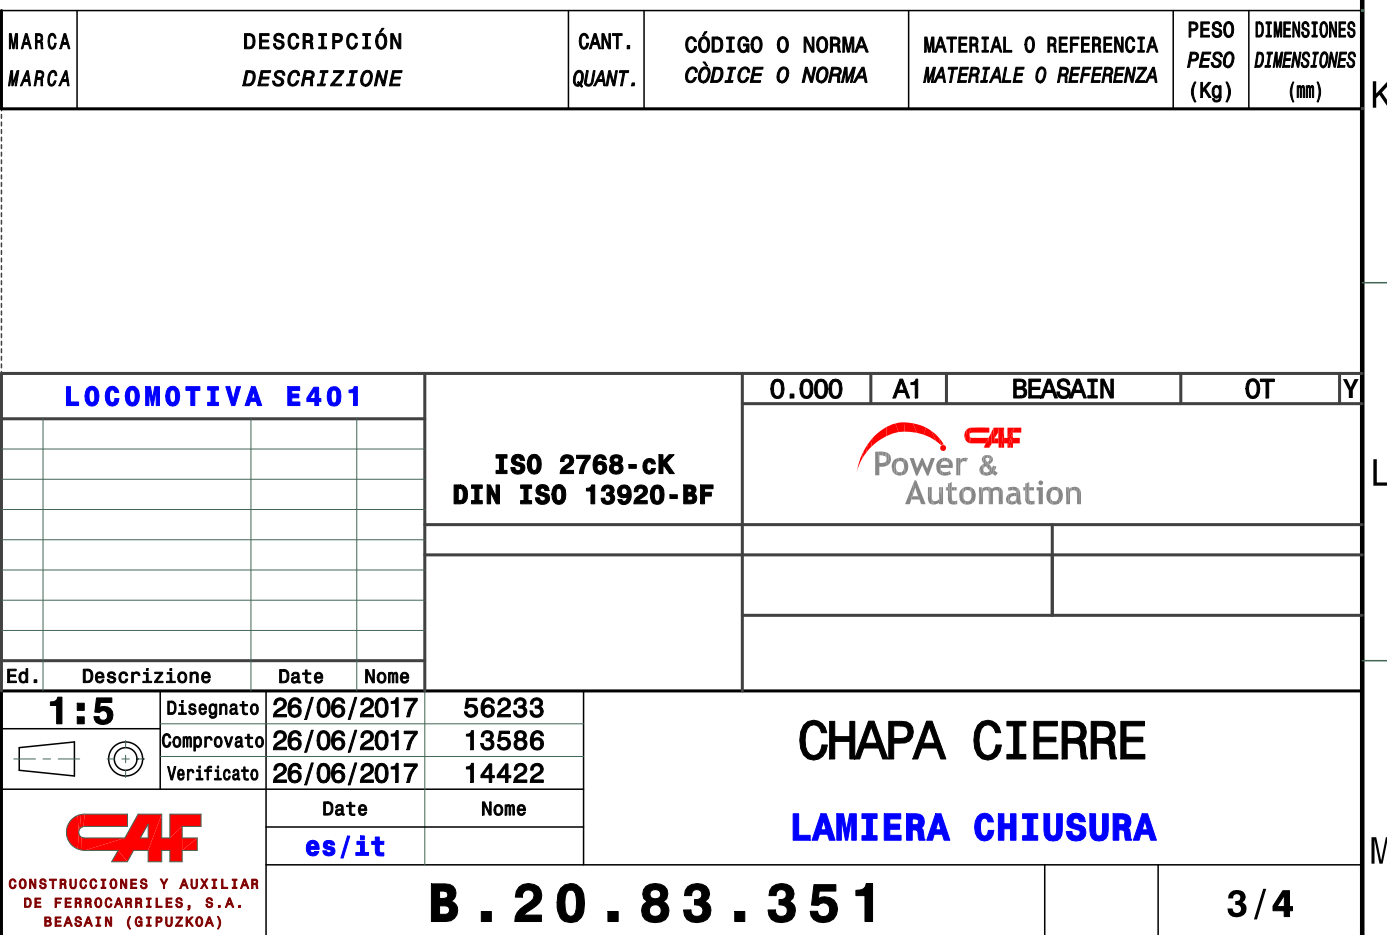 MARCA DESCRIPCIÓN CANT. CÓDIGO O NORMA MATERIAL O REFERENCIA PESO DIMENSIONES
MARCA DESCRIZIONE QUANT. CÒDICE O NORMA MATERIALE O REFERENZA PESO DIMENSIONES
(Kg) (mm)
K
LOCOMOTIVA E401
0.000 A1 BEASAIN OT Y
ISO 2768-cK
DIN ISO 13920-BF
CAF
Power &
Automation
L
Ed. Descrizione Date Nome
1:5
Disegnato 26/06/2017 56233
Comprovato 26/06/2017 13586
Verificato 26/06/2017 14422
Date Nome
es/it
CHAPA CIERRE
LAMIERA CHIUSURA
M
CAF
CONSTRUCCIONES Y AUXILIAR
DE FERROCARRILES, S.A.
BEASAIN (GIPUZKOA)
B.20.83.351
3/4